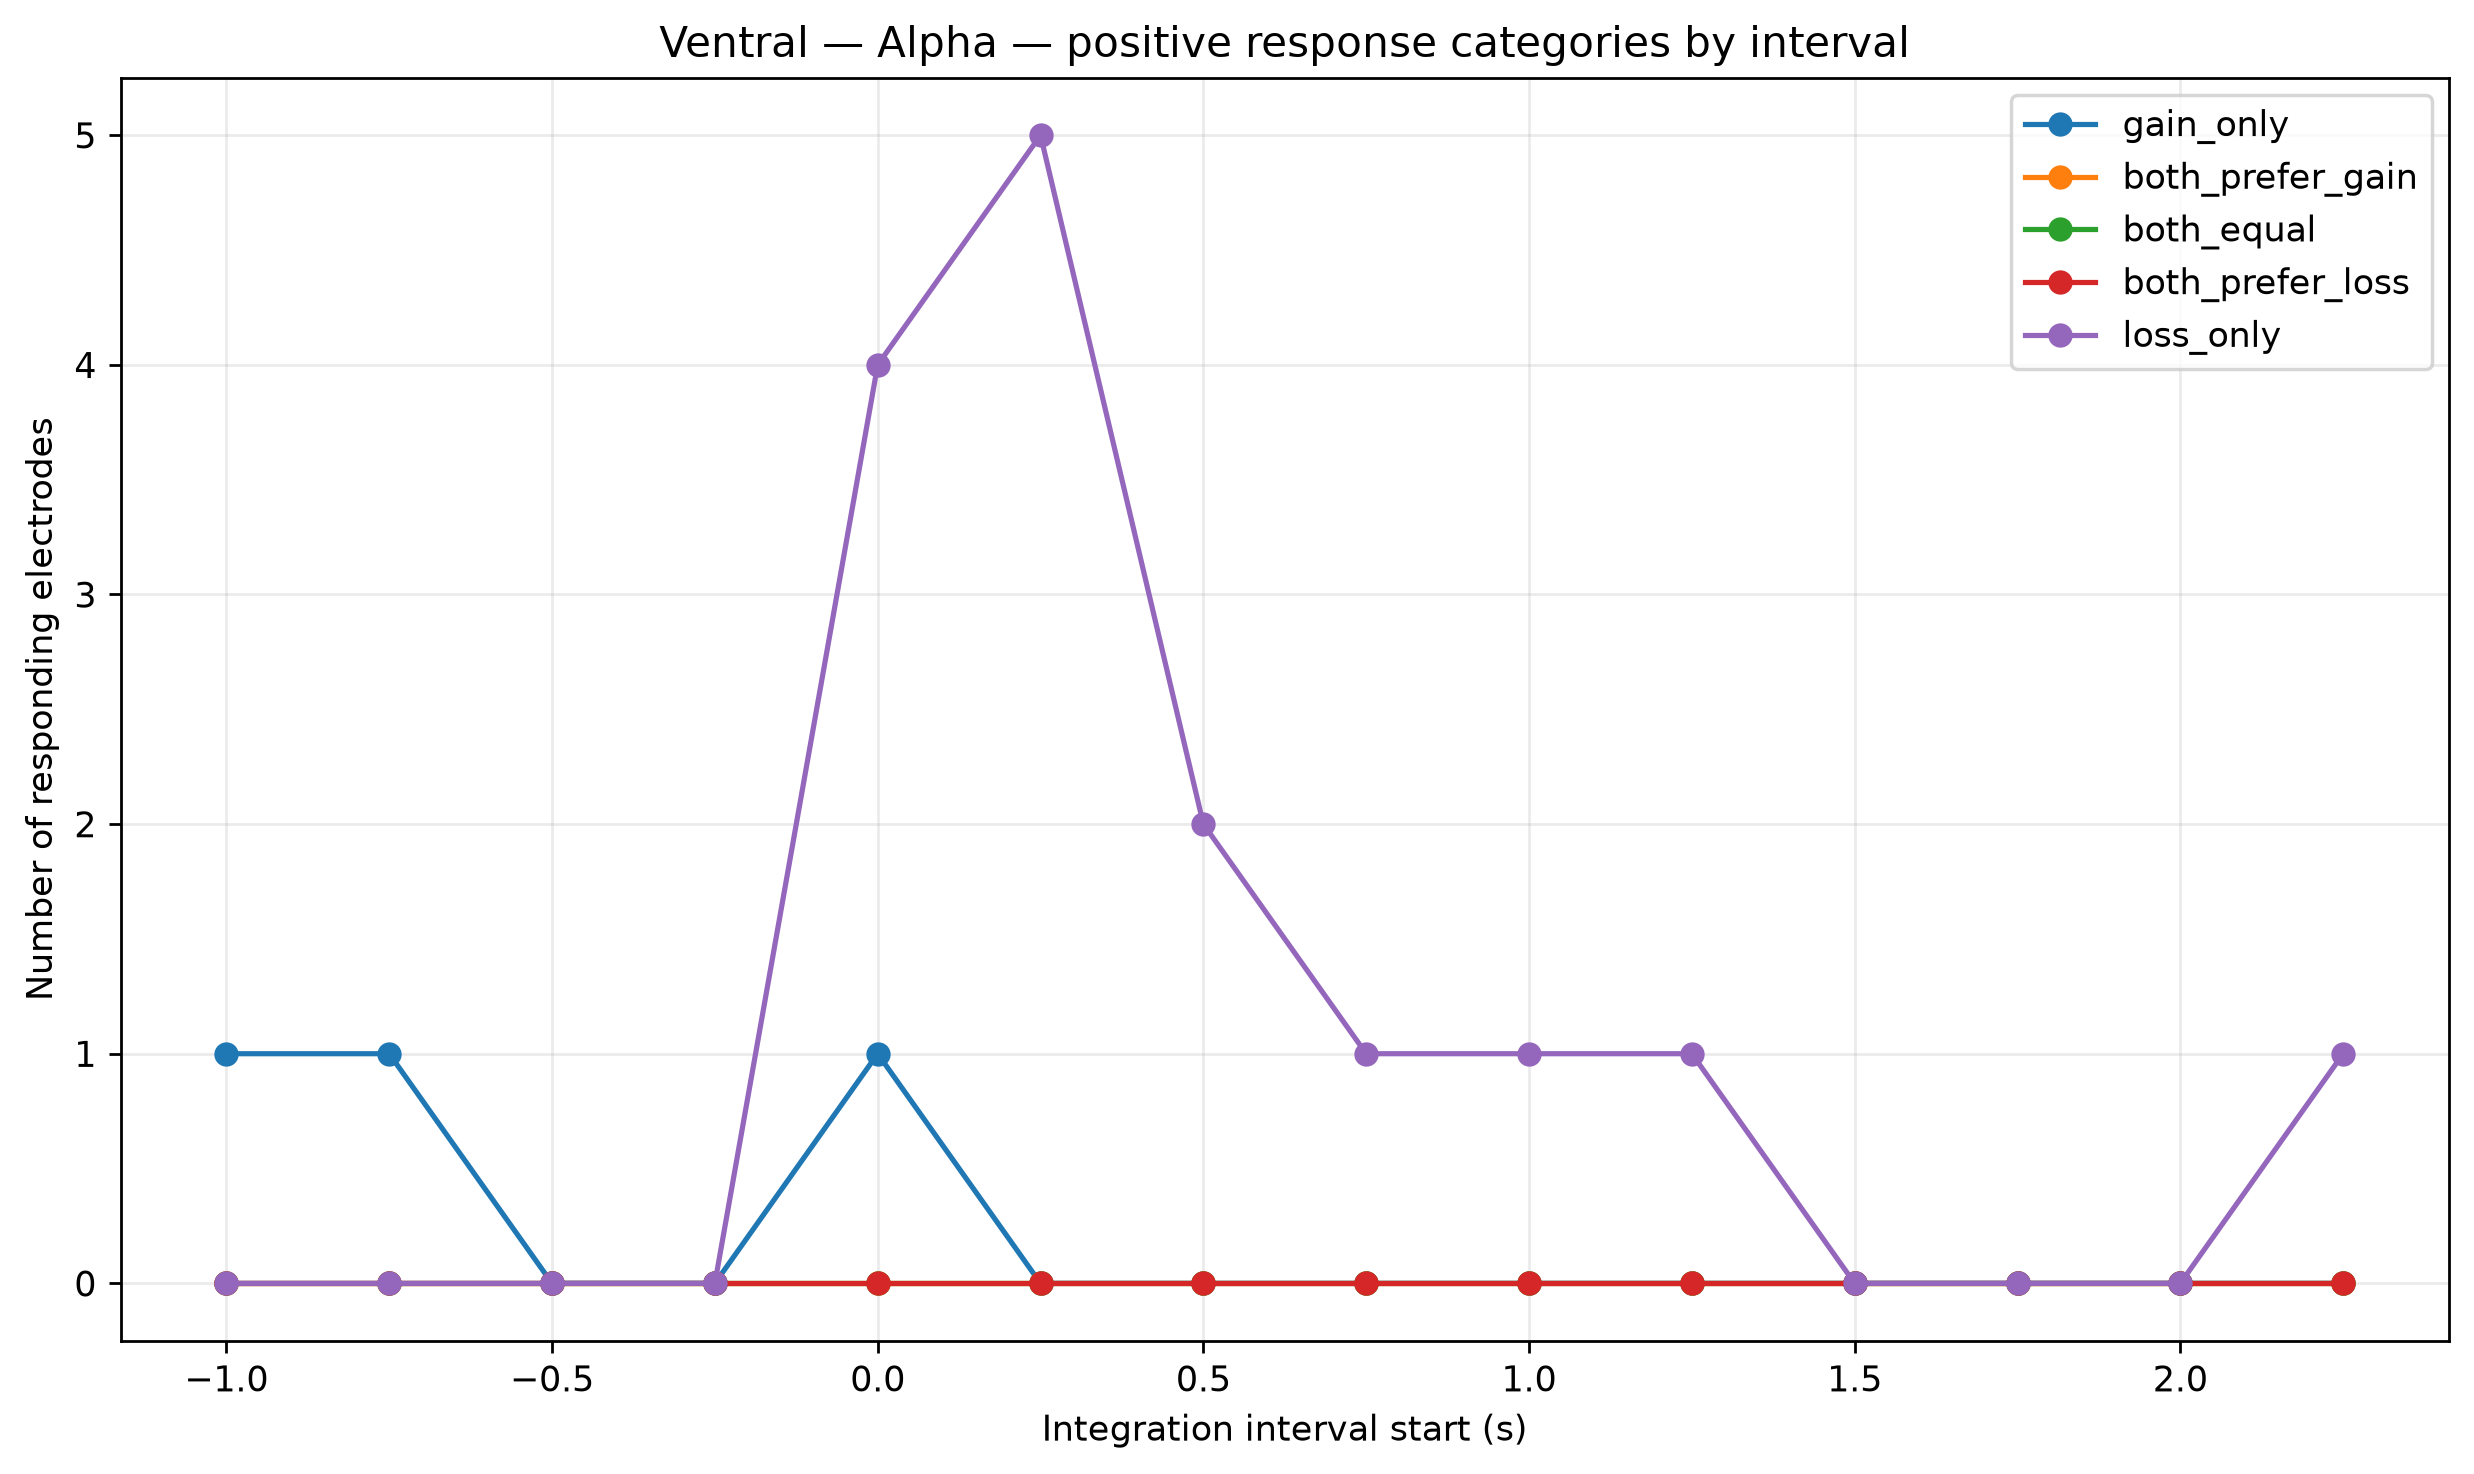 Ventral — Alpha — positive response categories by interval
gain_only
both_prefer_gain
both_equal
both_prefer_loss
loss_only
Number of responding electrodes
5
4
3
2
1
0
−1.0
−0.5
0.0
0.5
1.0
1.5
2.0
Integration interval start (s)